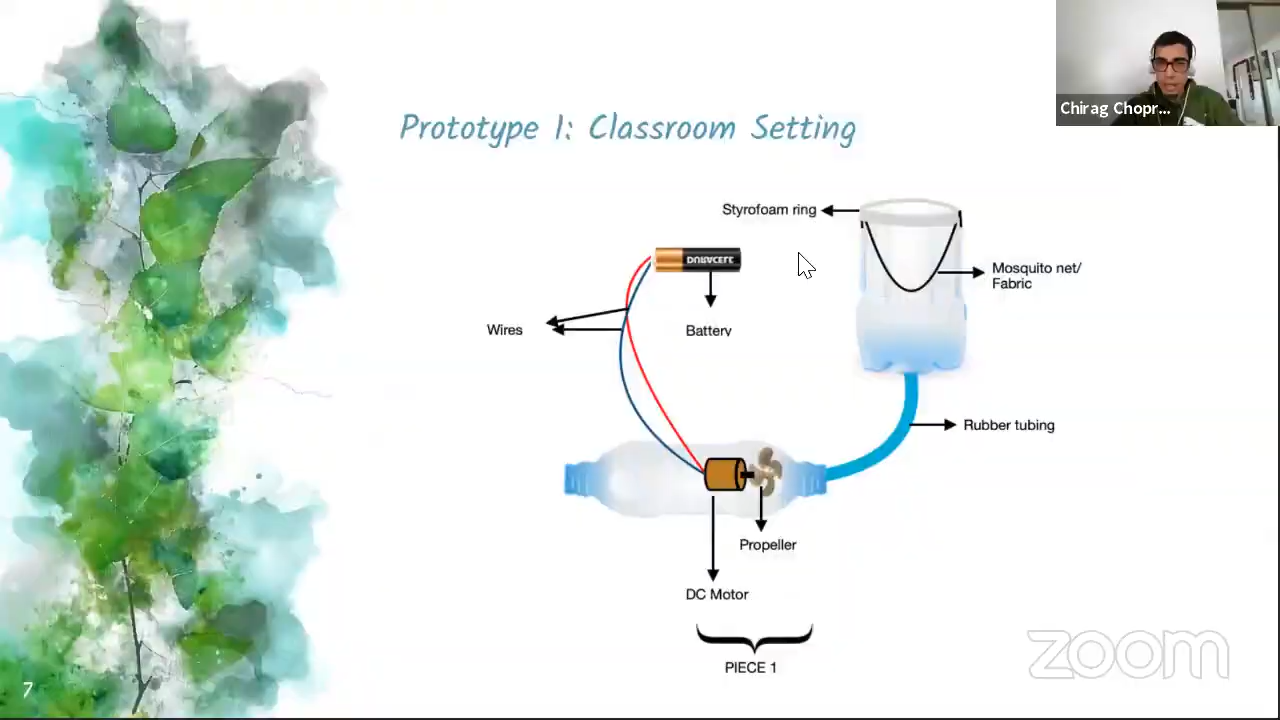 Chirag Chopr...
Prototype 1: Classroom Setting
Styrofoam ring
Mosquito net/
Fabric
Wires
Battery
Rubber tubing
Propeller
DC Motor
PIECE 1
zoom
7